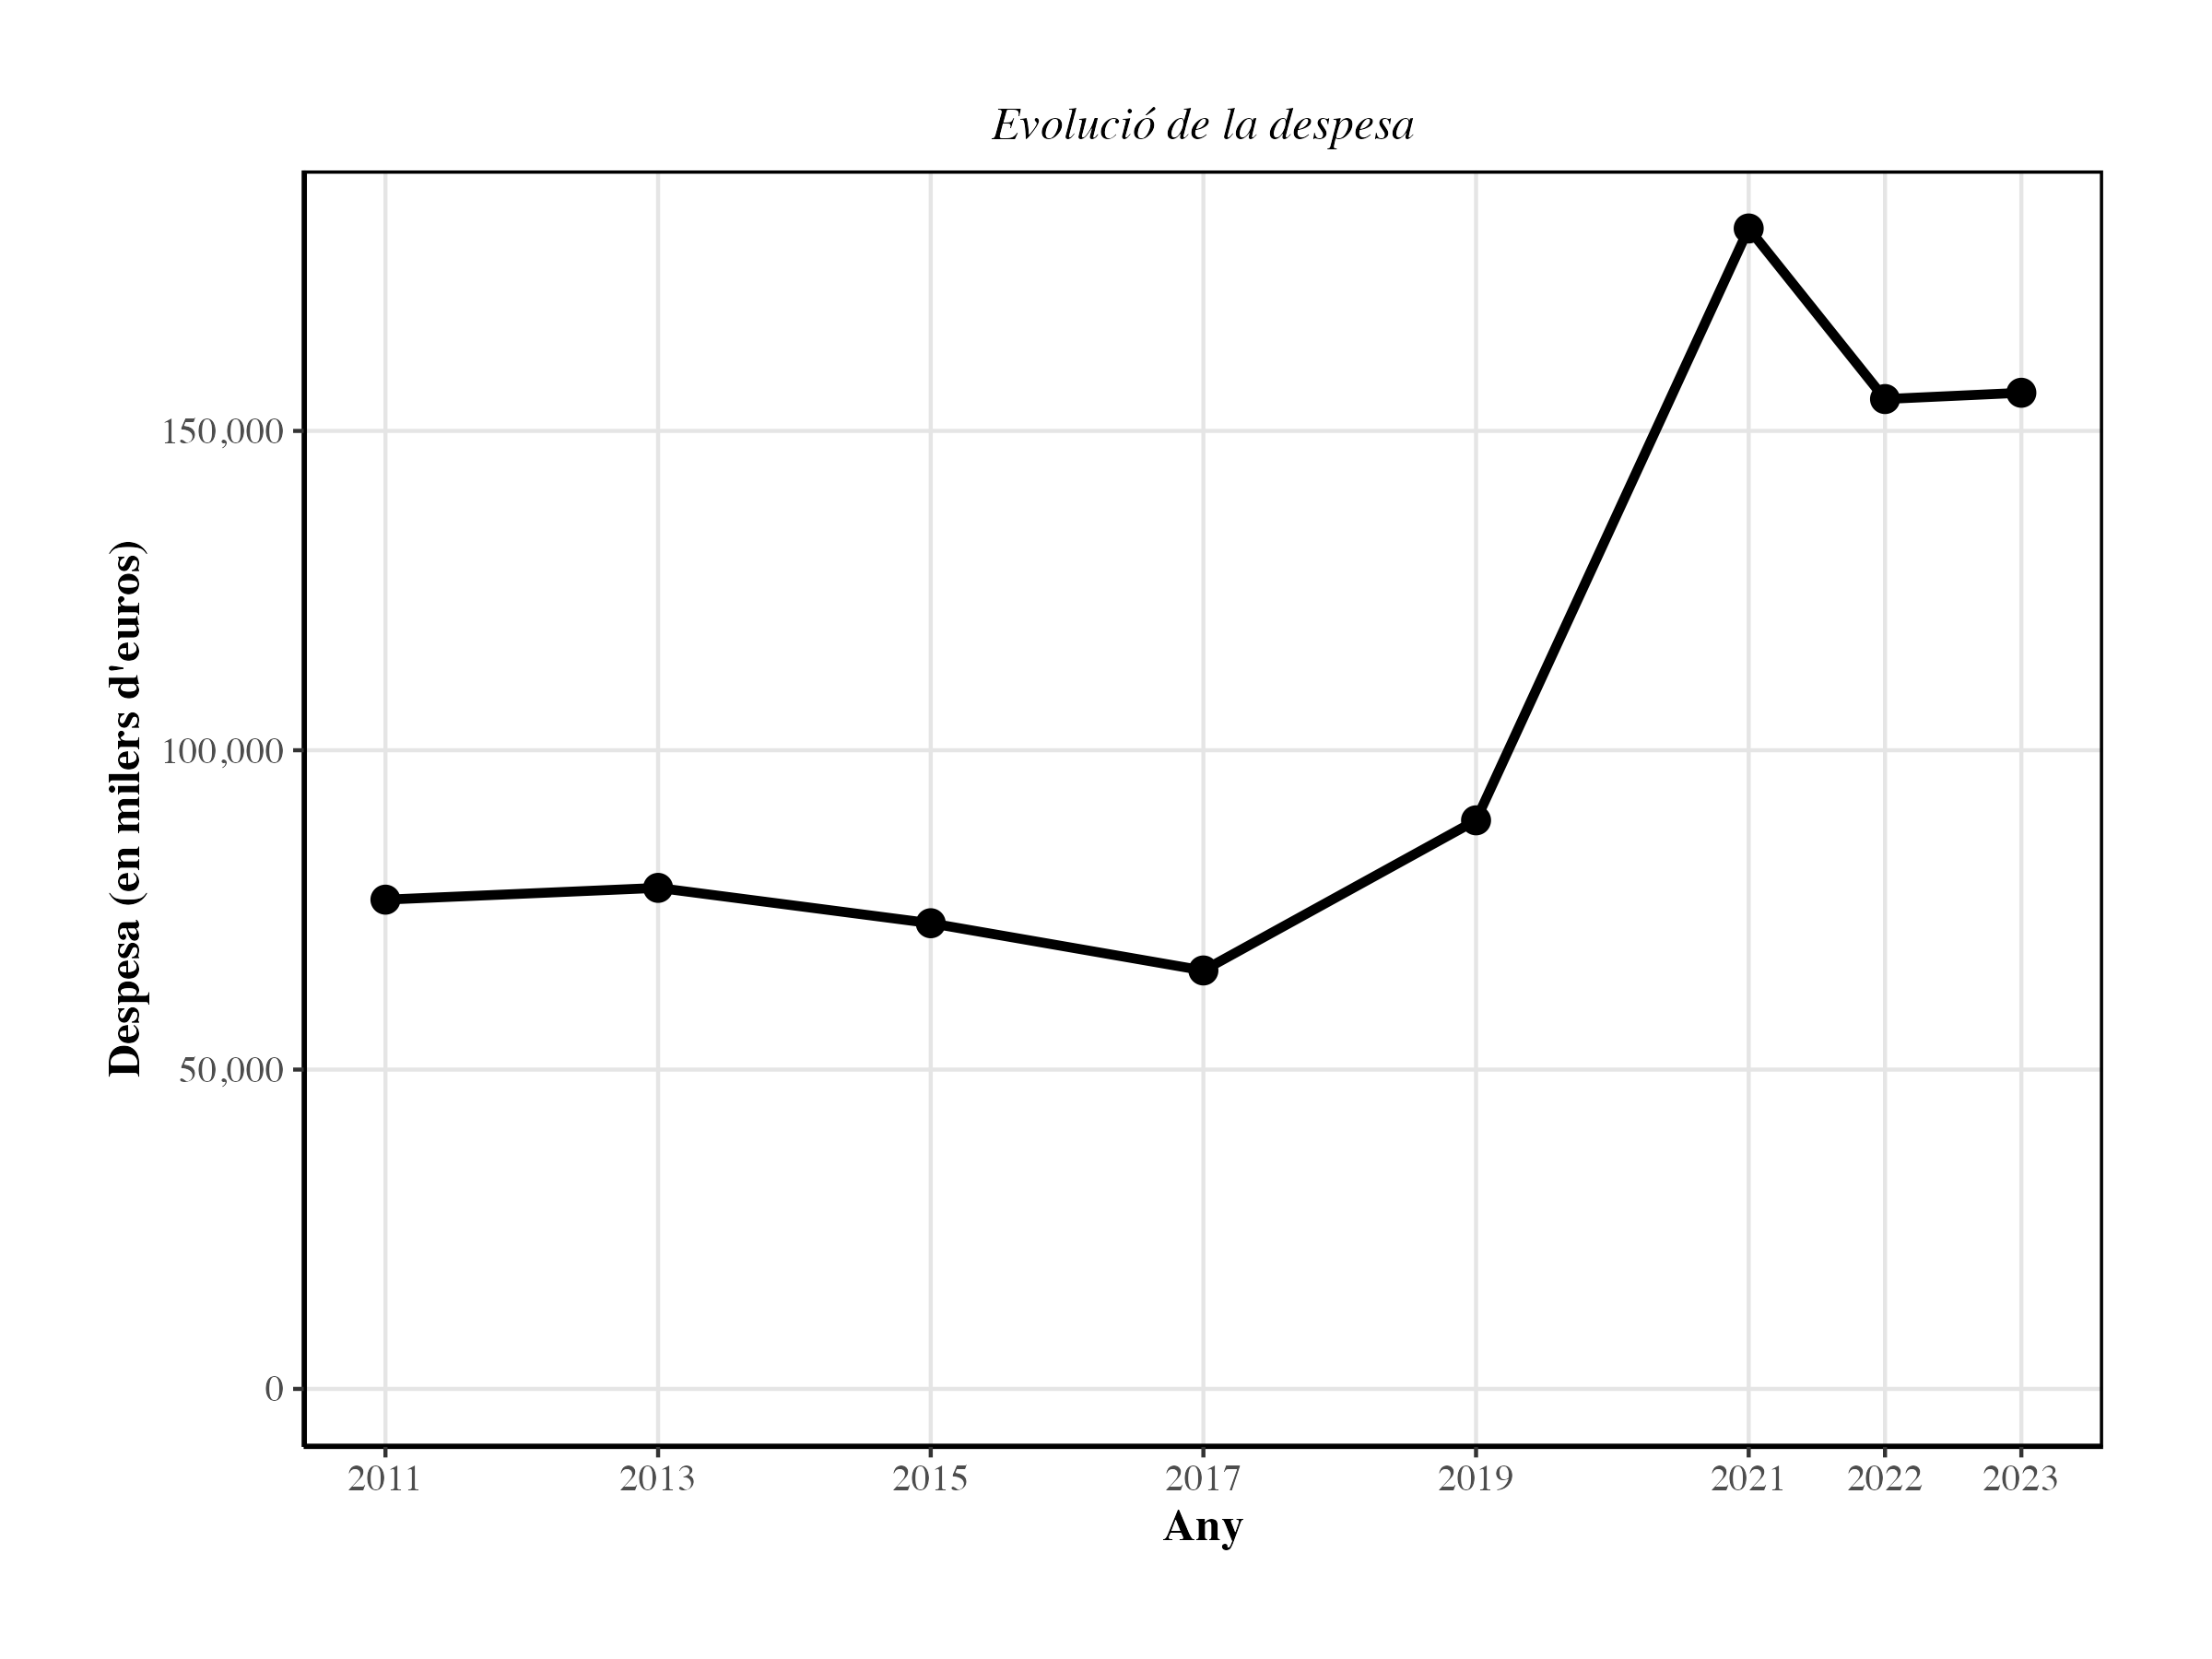 Evolució de la despesa
Despesa (en milers d'euros)
150,000
100,000
50,000
0
2011 2013 2015 2017 2019 2021 2022 2023
Any